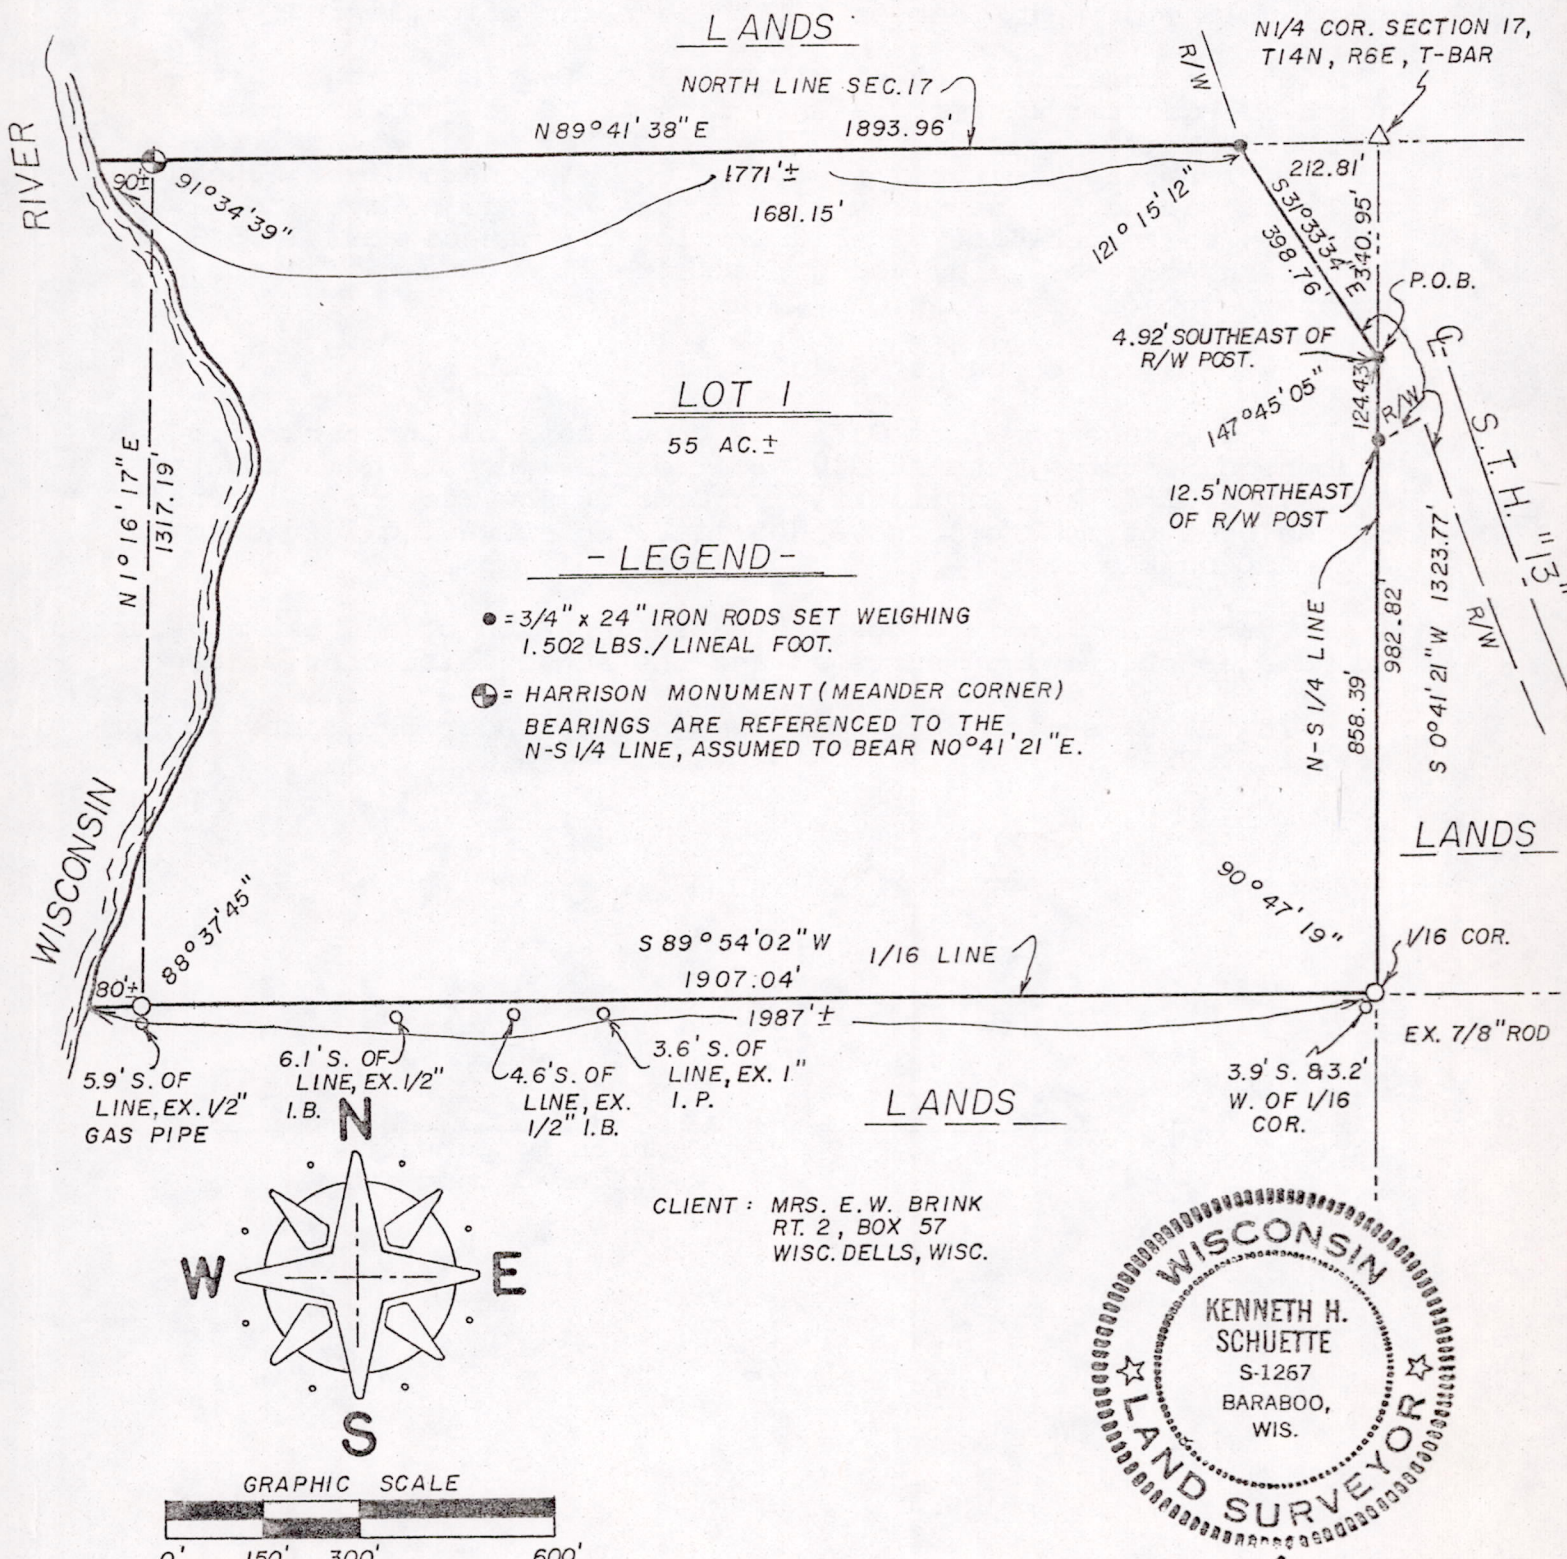 LANDS
N1/4 COR. SECTION 17,
T14N, R6E, T-BAR
R/W
NORTH LINE SEC.17
N89°41'38"E 1893.96'
RIVER
90'±
91°34'39"
1771'±
1681.15'
121° 15' 12"
212.81'
S31°33'34"E
398.76'
340.95'
P.O.B.
4.92' SOUTHEAST OF
R/W POST.
147°45'05"
124.43'
R/W
℄
S.T.H. "13"
LOT 1
55 AC.±
12.5' NORTHEAST
OF R/W POST
N1° 16' 17"E
1317.19'
- LEGEND -
● = 3/4" x 24" IRON RODS SET WEIGHING
1.502 LBS./LINEAL FOOT.
= HARRISON MONUMENT (MEANDER CORNER)
BEARINGS ARE REFERENCED TO THE
N-S 1/4 LINE, ASSUMED TO BEAR N0°41'21"E.
N-S 1/4 LINE
858.39'
982.82'
S 0°41'21"W 1323.77'
R/W
LANDS
WISCONSIN
80'±
88°37'45"
S 89°54'02"W
1907.04'
1/16 LINE
90°47'19"
1/16 COR.
1987'±
EX. 7/8" ROD
5.9' S. OF
LINE, EX. 1/2"
GAS PIPE
6.1' S. OF
LINE, EX. 1/2"
I.B.
4.6' S. OF
LINE, EX.
1/2" I.B.
3.6' S. OF
LINE, EX. 1"
I. P.
LANDS
3.9' S. & 3.2'
W. OF 1/16
COR.
N
W E
S
CLIENT: MRS. E.W. BRINK
RT. 2, BOX 57
WISC. DELLS, WISC.
WISCONSIN
KENNETH H.
SCHUETTE
S-1267
BARABOO,
WIS.
LAND SURVEYOR
GRAPHIC SCALE
0' 150' 300' 600'